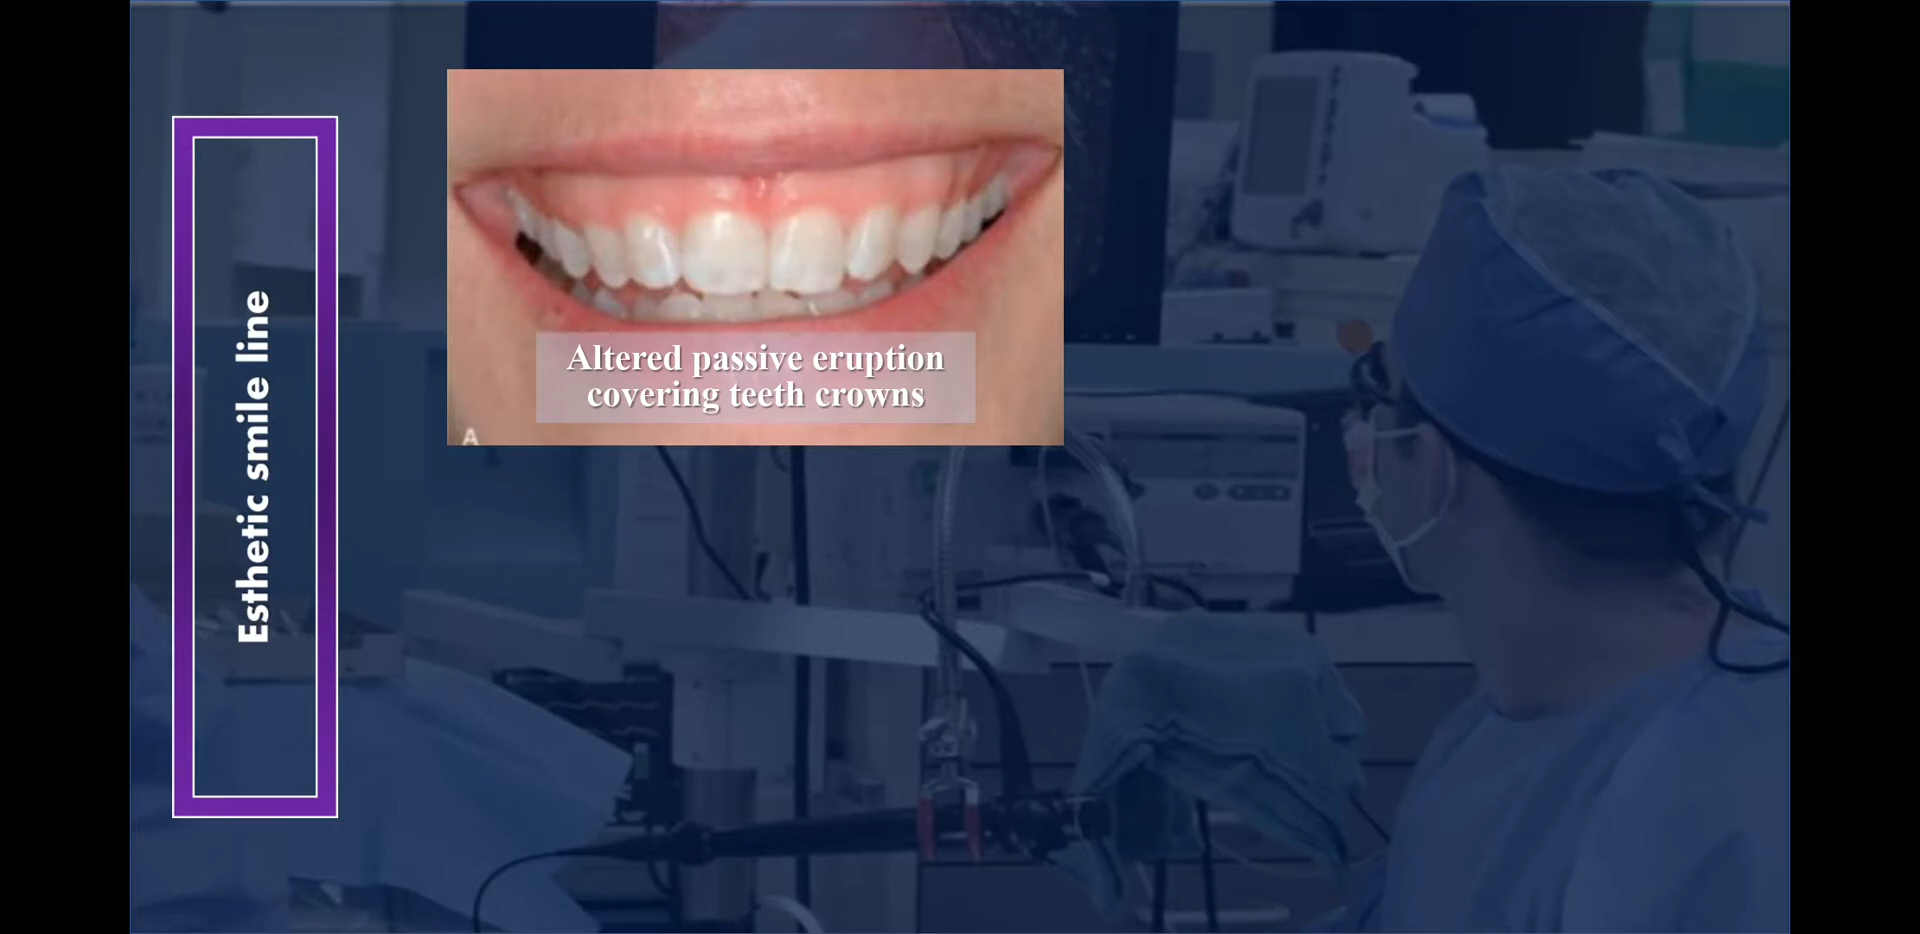 Esthetic smile line
Altered passive eruption
covering teeth crowns
A